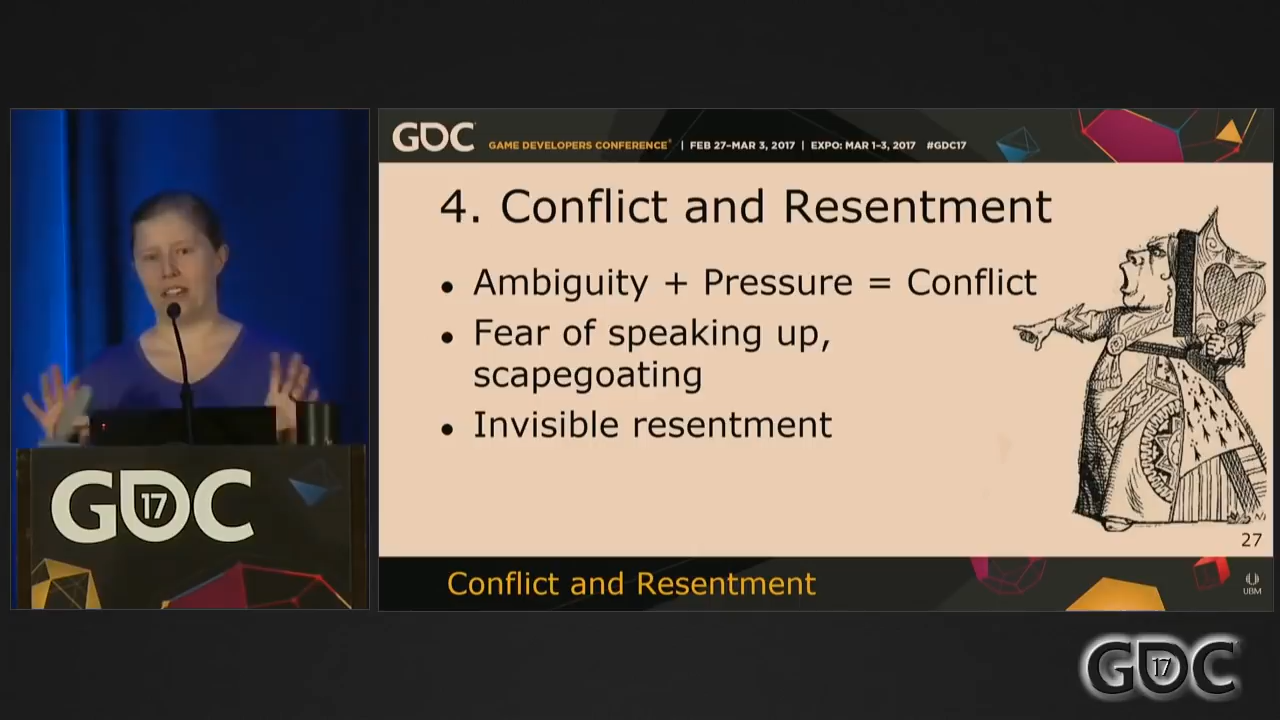 GDC
GAME DEVELOPERS CONFERENCE® | FEB 27–MAR 3, 2017 | EXPO: MAR 1–3, 2017 #GDC17
4. Conflict and Resentment
• Ambiguity + Pressure = Conflict
• Fear of speaking up,
scapegoating
• Invisible resentment
27
Conflict and Resentment
UBM
GDC
17
GDC
17